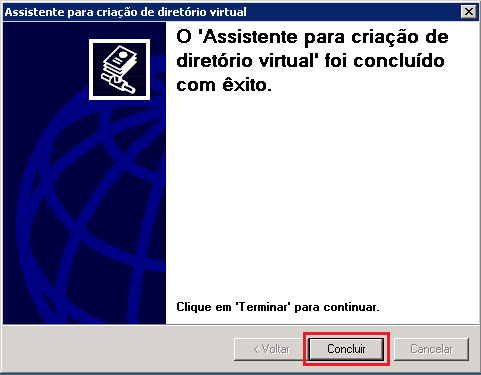 Assistente para criação de diretório virtual
O 'Assistente para criação de
diretório virtual' foi concluído
com êxito.
Clique em 'Terminar' para continuar.
< Voltar
Concluir
Cancelar